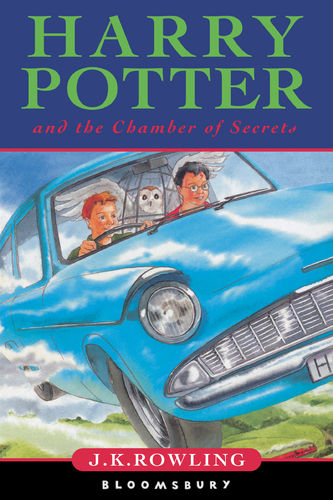 HARRY
POTTER
and the Chamber of Secrets
H
J.K.ROWLING
BLOOMSBURY